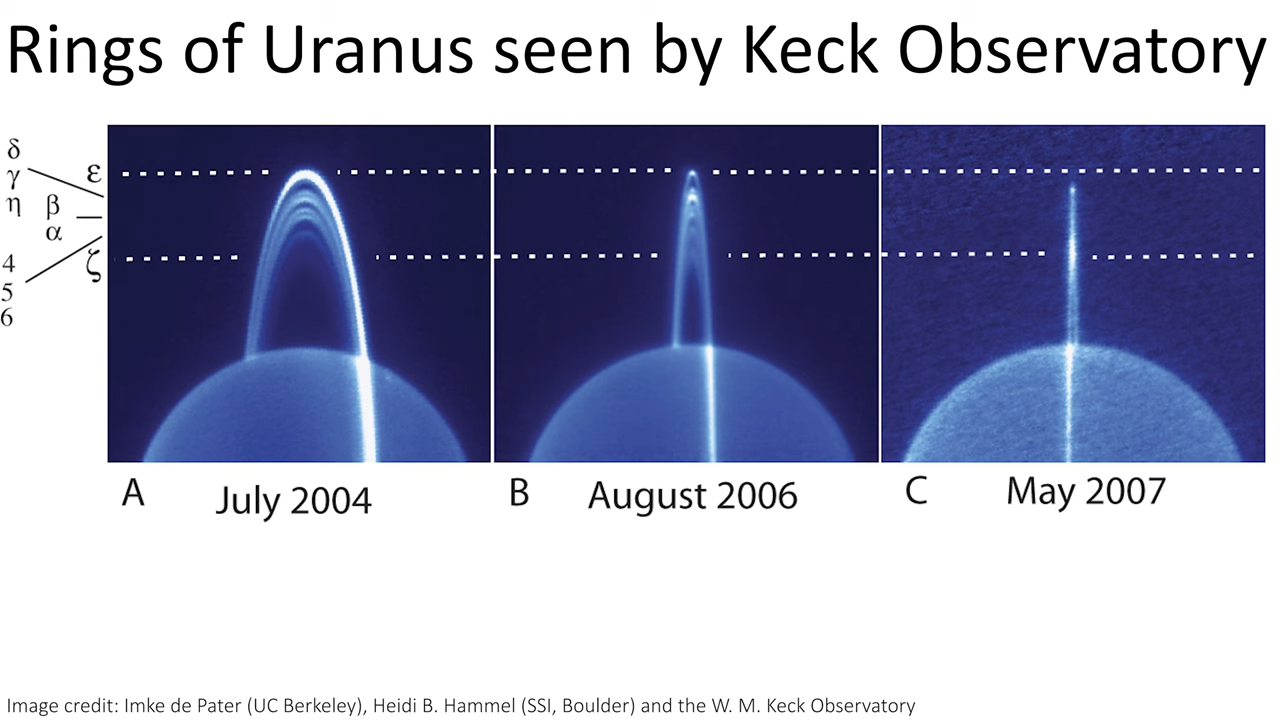 Rings of Uranus seen by Keck Observatory
δ
γ
η
β
α
ε
ζ
4
5
6
A July 2004
B August 2006
C May 2007
Image credit: Imke de Pater (UC Berkeley), Heidi B. Hammel (SSI, Boulder) and the W. M. Keck Observatory